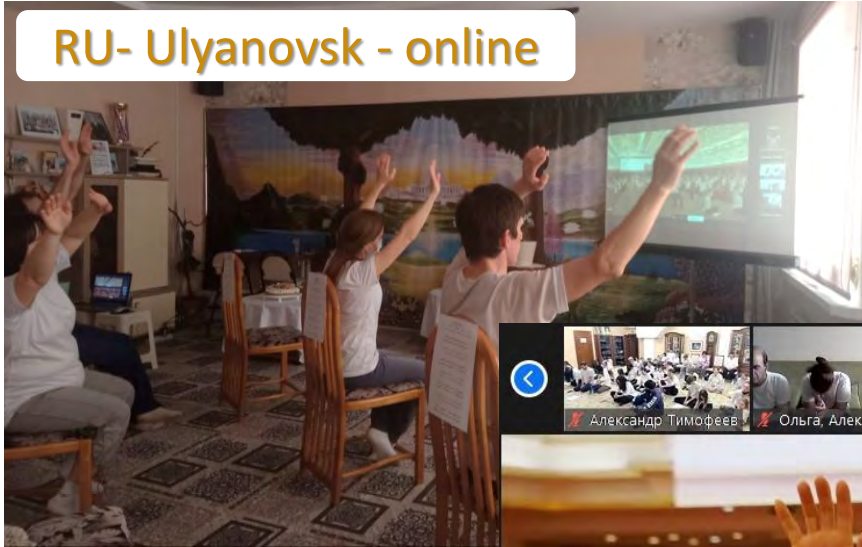 RU- Ulyanovsk - online
Александр Тимофеев
Ольга, Алек